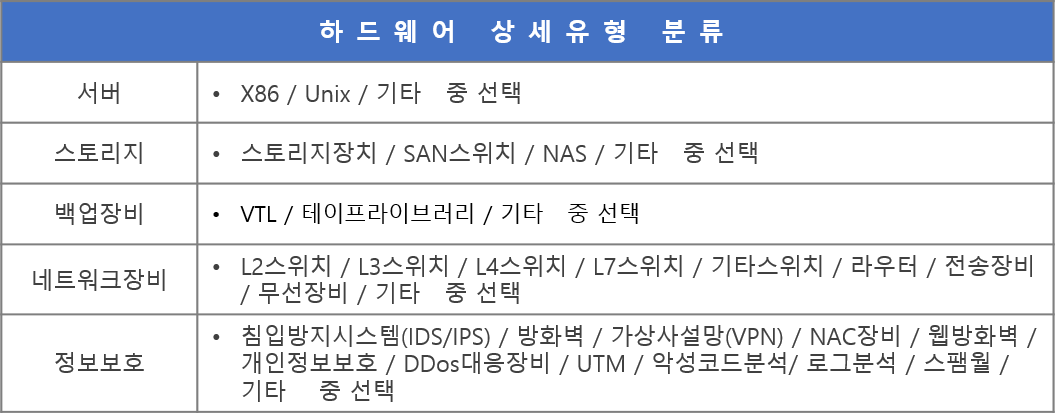 하드웨어 상세유형 분류
서버
• X86 / Unix / 기타 중 선택
스토리지
• 스토리지장치 / SAN스위치 / NAS / 기타 중 선택
백업장비
• VTL / 테이프라이브러리 / 기타 중 선택
네트워크장비
• L2스위치 / L3스위치 / L4스위치 / L7스위치 / 기타스위치 / 라우터 / 전송장비
/ 무선장비 / 기타 중 선택
정보보호
• 침입방지시스템(IDS/IPS) / 방화벽 / 가상사설망(VPN) / NAC장비 / 웹방화벽 /
개인정보보호 / DDos대응장비 / UTM / 악성코드분석/ 로그분석 / 스팸월 /
기타 중 선택